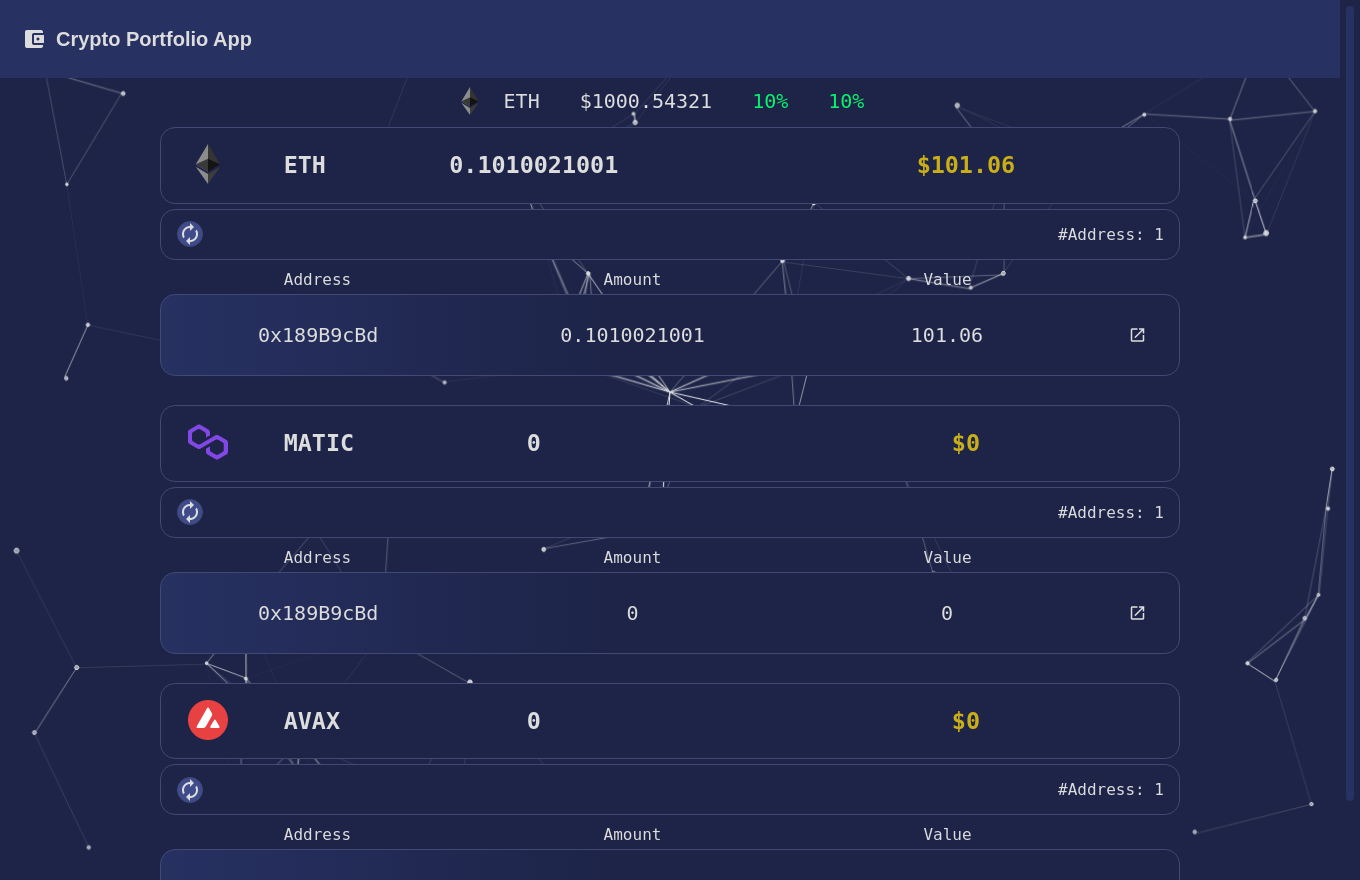 Crypto Portfolio App
ETH $1000.54321 10% 10%
ETH 0.1010021001 $101.06
#Address: 1
Address Amount Value
0x189B9cBd 0.1010021001 101.06
MATIC 0 $0
#Address: 1
Address Amount Value
0x189B9cBd 0 0
AVAX 0 $0
#Address: 1
Address Amount Value